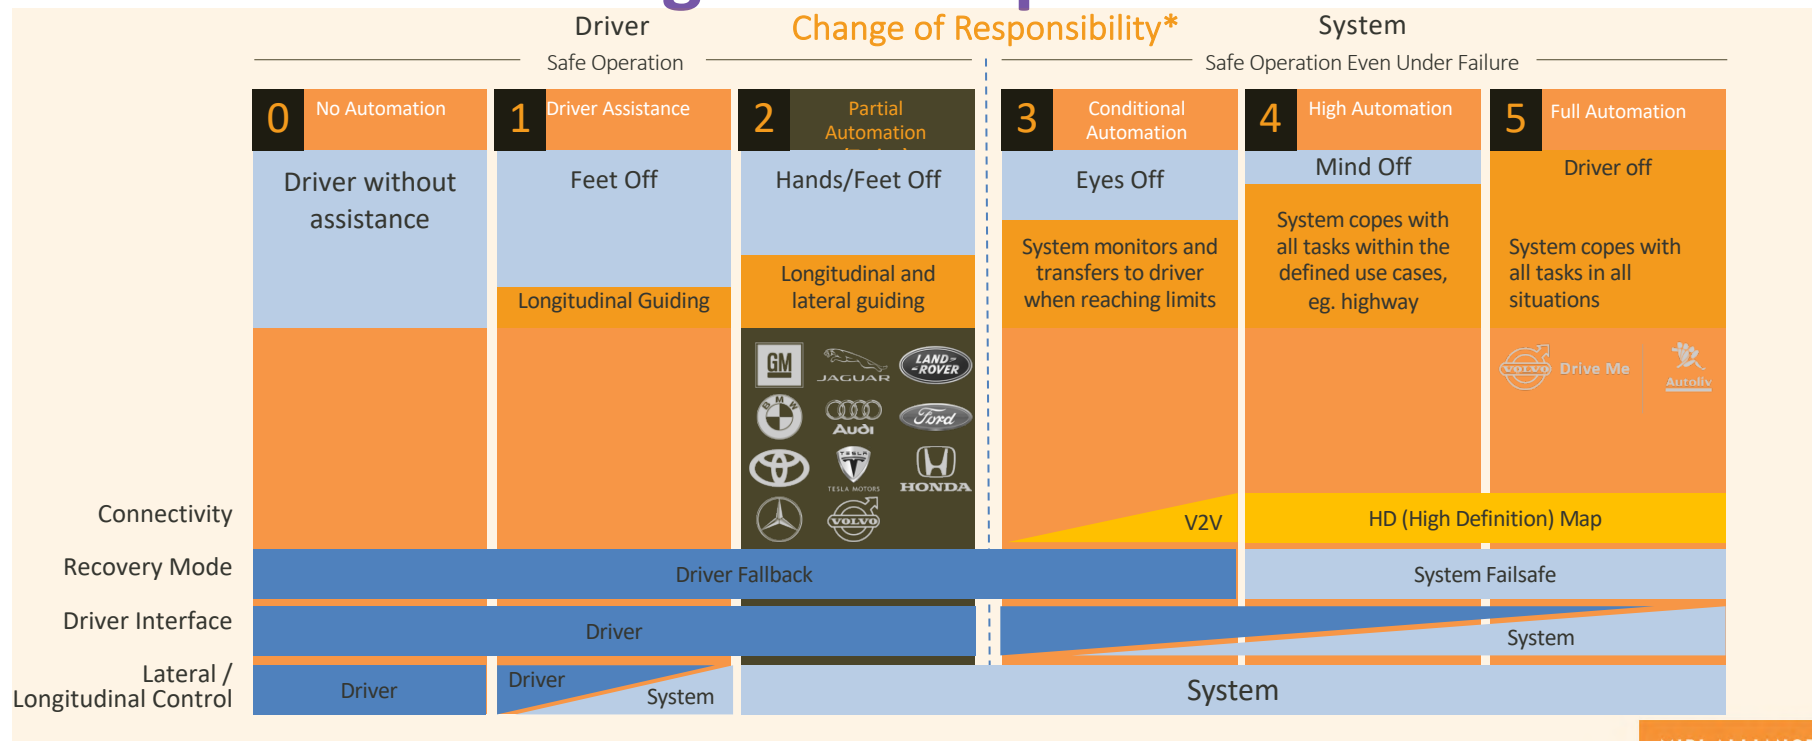 Driver
Change of Responsibility*
System
Safe Operation
Safe Operation Even Under Failure
0
No Automation
1
Driver Assistance
2
Partial
Automation
3
Conditional
Automation
4
High Automation
5
Full Automation
Driver without
assistance
Feet Off
Hands/Feet Off
Eyes Off
Mind Off
Driver off
Longitudinal Guiding
Longitudinal and
lateral guiding
System monitors and
transfers to driver
when reaching limits
System copes with
all tasks within the
defined use cases,
eg. highway
System copes with
all tasks in all
situations
GM
JAGUAR
LAND-
-ROVER
BMW
Audi
Ford
TESLA
TESLA MOTORS
HONDA
VOLVO
VOLVO
Drive Me
Autoliv
Connectivity
V2V
HD (High Definition) Map
Recovery Mode
Driver Fallback
System Failsafe
Driver Interface
Driver
System
Lateral /
Longitudinal Control
Driver
Driver
System
System